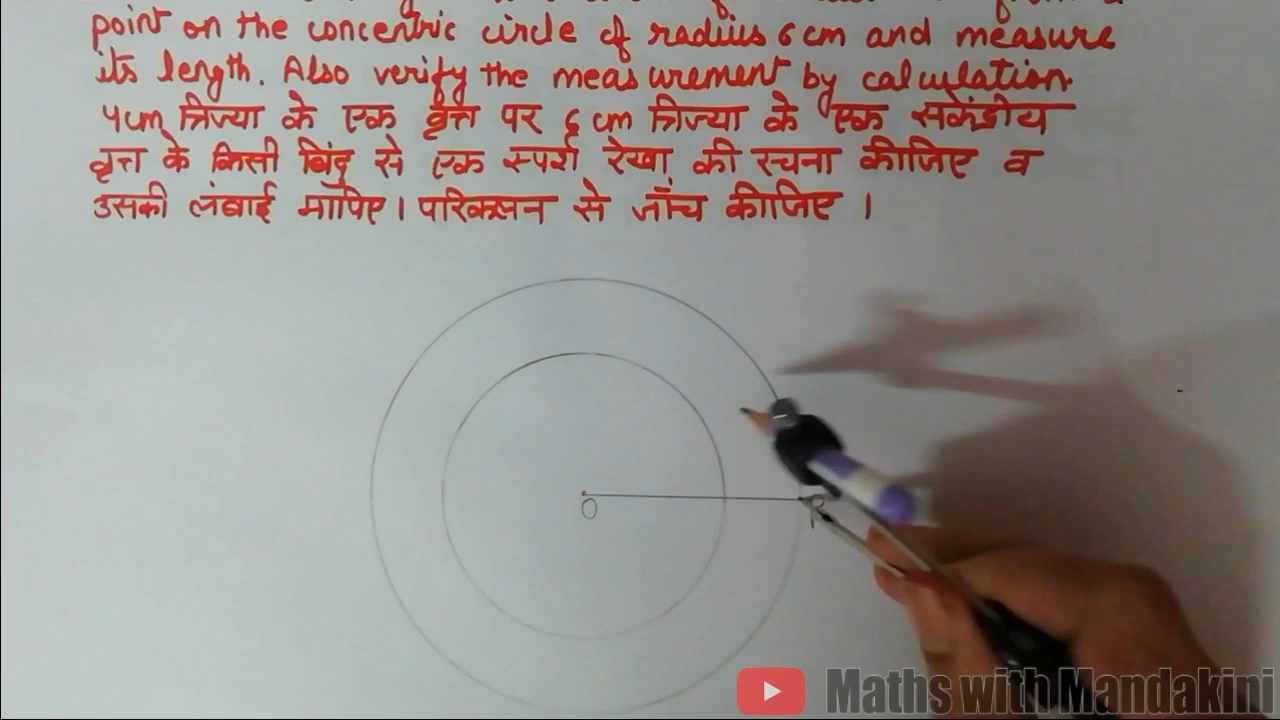 point on the concentric circle of radius 6 cm and measure
its length. Also verify the measurement by calculation.
4cm त्रिज्या के एक वृत्त पर 6 cm त्रिज्या के एक सकेंद्रीय
वृत्त के किसी बिंदु से एक स्पर्श रेखा की रचना कीजिए व
उसकी लंबाई मापिए। परिकलन से जाँच कीजिए ।
O
Maths with Mandakini